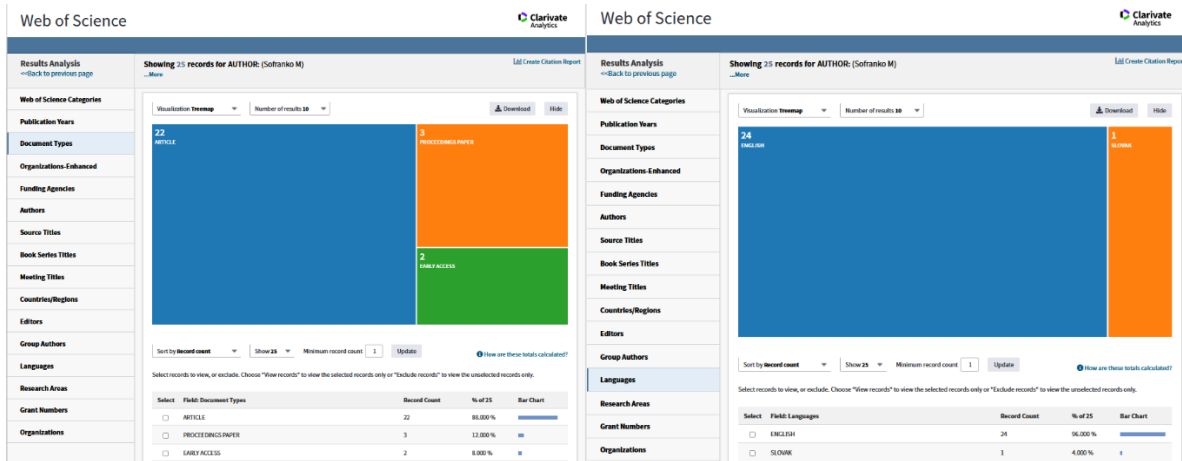 Web of Science
Clarivate
Analytics
Results Analysis
<<Back to previous page
Showing 25 records for AUTHOR: (Sofranko M)
...More
Create Citation Report
Web of Science Categories
Publication Years
Document Types
Organizations-Enhanced
Funding Agencies
Authors
Source Titles
Book Series Titles
Meeting Titles
Countries/Regions
Editors
Group Authors
Languages
Research Areas
Grant Numbers
Organizations
Visualization Treemap
Number of results 10
Download
Hide
22
ARTICLE
3
PROCEEDINGS PAPER
2
EARLY ACCESS
Sort by Record count
Show 25
Minimum record count 1
Update
How are these totals calculated?
Select records to view, or exclude. Choose "View records" to view the selected records only or "Exclude records" to view the unselected records only.
Select Field: Document Types Record Count % of 25 Bar Chart
ARTICLE 22 88.000 %
PROCEEDINGS PAPER 3 12.000 %
EARLY ACCESS 2 8.000 %
Web of Science
Clarivate
Analytics
Results Analysis
<<Back to previous page
Showing 25 records for AUTHOR: (Sofranko M)
...More
Create Citation Repor
Web of Science Categories
Publication Years
Document Types
Organizations-Enhanced
Funding Agencies
Authors
Source Titles
Book Series Titles
Meeting Titles
Countries/Regions
Editors
Group Authors
Languages
Research Areas
Grant Numbers
Organizations
Visualization Treemap
Number of results 10
Download
Hide
24
ENGLISH
1
SLOVAK
Sort by Record count
Show 25
Minimum record count 1
Update
How are these totals calculated?
Select records to view, or exclude. Choose "View records" to view the selected records only or "Exclude records" to view the unselected records only.
Select Field: Languages Record Count % of 25 Bar Chart
ENGLISH 24 96.000 %
SLOVAK 1 4.000 %